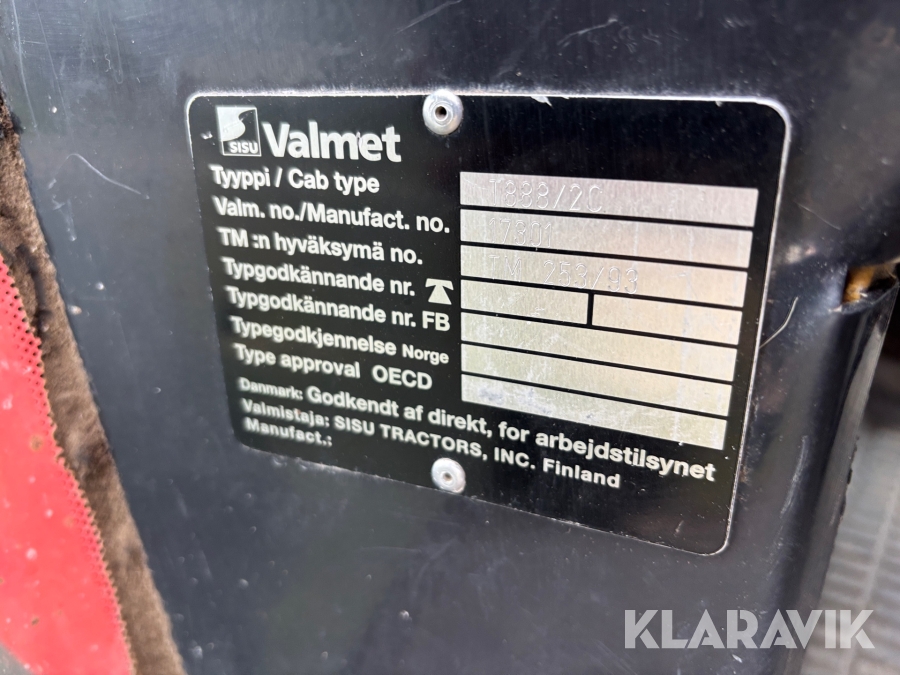 SISU Valmet
Tyyppi / Cab type T888/2C
Valm. no./Manufact. no. 17801
TM :n hyväksymä no. TM 253/93
Typgodkännande nr. T
Typgodkännande nr. FB
Typegodkjennelse Norge
Type approval OECD
Danmark: Godkendt af direkt, for arbejdstilsynet
Valmistaja: SISU TRACTORS, INC. Finland
Manufact.:
KLARAVIK